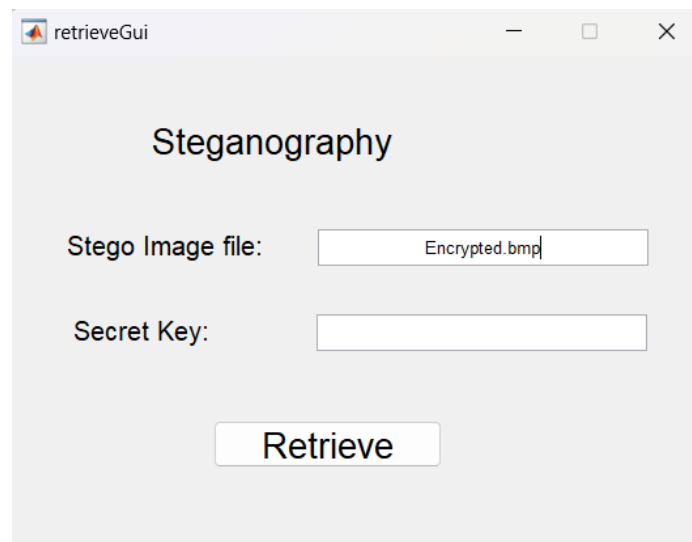 retrieveGui
Steganography
Stego Image file: Encrypted.bmp
Secret Key:
Retrieve